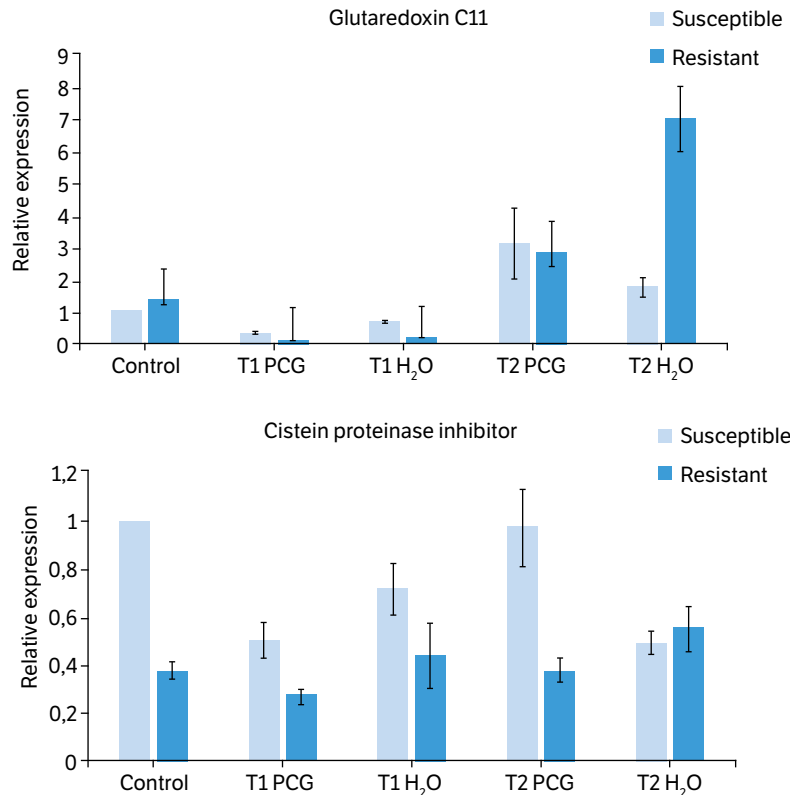 Glutaredoxin C11
Susceptible
Resistant
Relative expression
9
8
7
6
5
4
3
2
1
0
Control T1 PCG T1 H₂O T2 PCG T2 H₂O
Cistein proteinase inhibitor
Susceptible
Resistant
Relative expression
1,2
1
0,8
0,6
0,4
0,2
0
Control T1 PCG T1 H₂O T2 PCG T2 H₂O